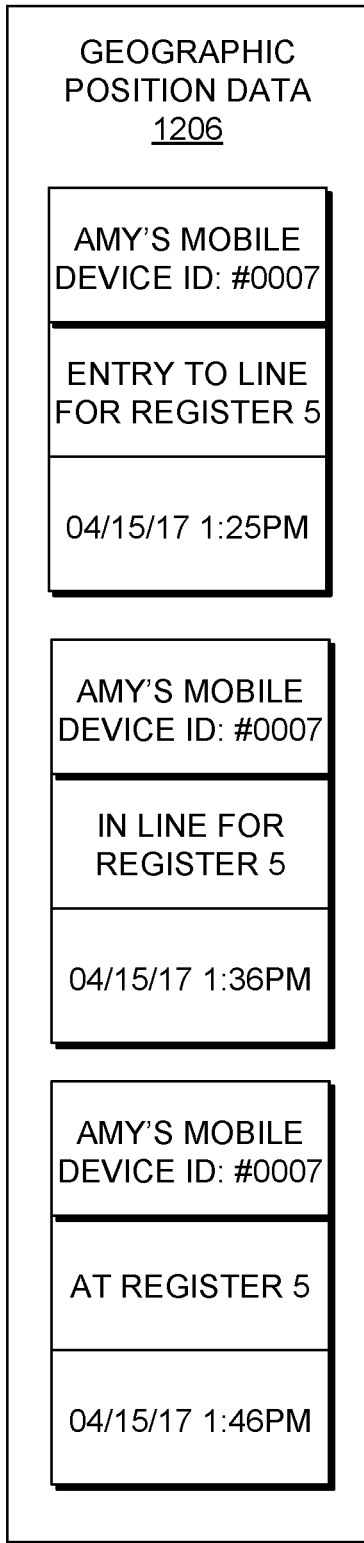 GEOGRAPHIC
POSITION DATA
1206
AMY'S MOBILE
DEVICE ID: #0007
ENTRY TO LINE
FOR REGISTER 5
04/15/17 1:25PM
AMY'S MOBILE
DEVICE ID: #0007
IN LINE FOR
REGISTER 5
04/15/17 1:36PM
AMY'S MOBILE
DEVICE ID: #0007
AT REGISTER 5
04/15/17 1:46PM